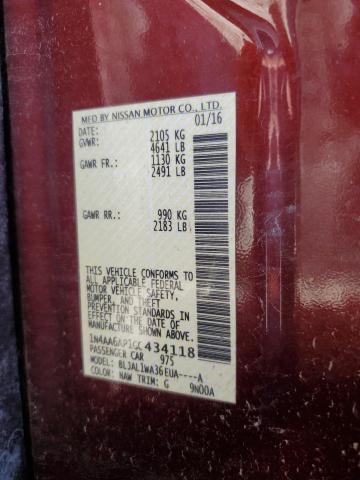 MFD BY NISSAN MOTOR CO., LTD.
DATE: 01/16
GVWR: 2105 KG
4641 LB
GAWR FR.: 1130 KG
2491 LB
GAWR RR.: 990 KG
2183 LB
THIS VEHICLE CONFORMS TO
ALL APPLICABLE FEDERAL
MOTOR VEHICLE SAFETY,
BUMPER, AND THEFT
PREVENTION STANDARDS IN
EFFECT ON THE DATE OF
MANUFACTURE SHOWN ABOVE.
1N4AA6AP1GC434118
PASSENGER CAR 975
MODEL: BL3AL1WA36EUA----A
COLOR: NAW TRIM: G 9N00A